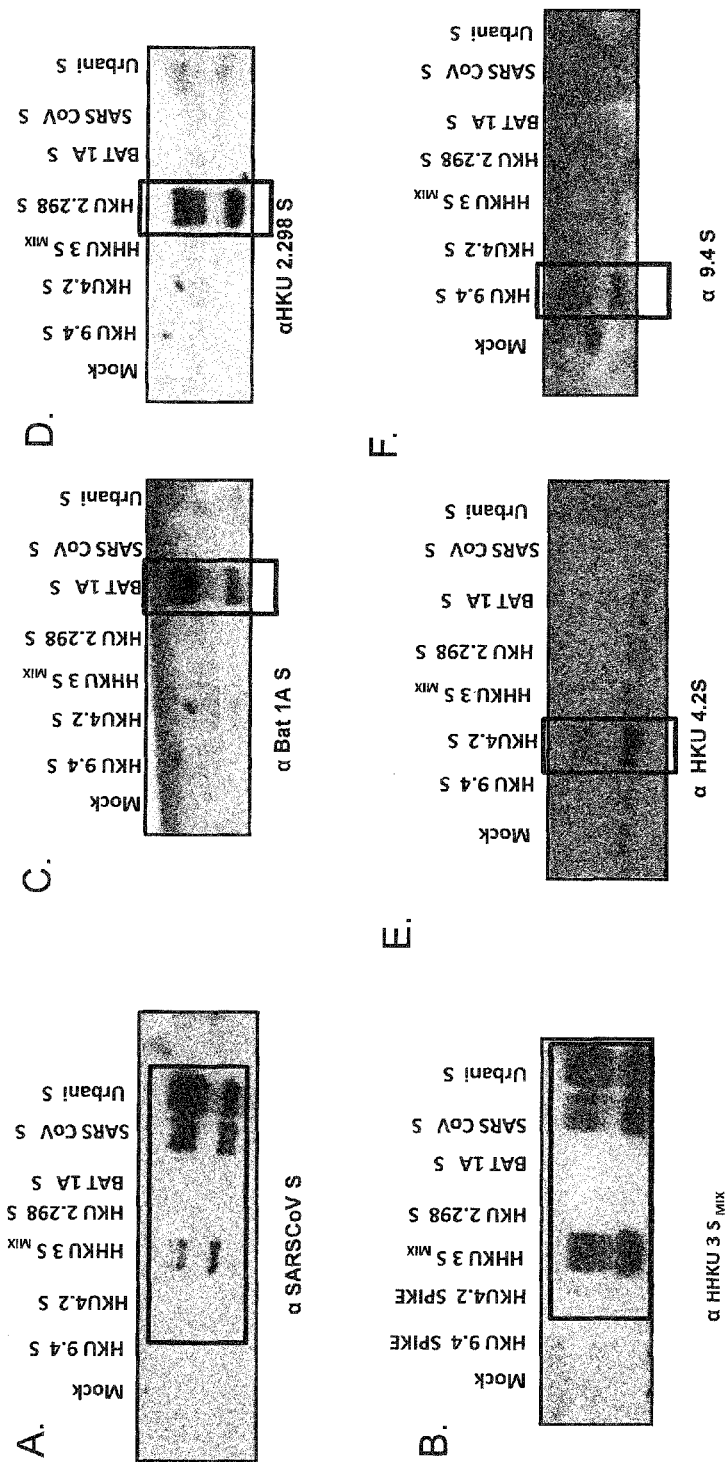 A.
Mock
HKU 9.4 S
HKU4.2 S
HHKU 3 S MIX
HKU 2.298 S
BAT 1A S
SARS CoV S
Urbani S
α SARSCoV S
B.
Mock
HKU 9.4 SPIKE
HKU4.2 SPIKE
HHKU 3 S MIX
HKU 2.298 S
BAT 1A S
SARS CoV S
Urbani S
α HHKU 3 S MIX
C.
Mock
HKU 9.4 S
HKU4.2 S
HHKU 3 S MIX
HKU 2.298 S
BAT 1A S
SARS CoV S
Urbani S
α Bat 1A S
D.
Mock
HKU 9.4 S
HKU4.2 S
HHKU 3 S MIX
HKU 2.298 S
BAT 1A S
SARS CoV S
Urbani S
αHKU 2.298 S
E.
Mock
HKU 9.4 S
HKU4.2 S
HHKU 3 S MIX
HKU 2.298 S
BAT 1A S
SARS CoV S
Urbani S
α HKU 4.2S
F.
Mock
HKU 9.4 S
HKU4.2 S
HHKU 3 S MIX
HKU 2.298 S
BAT 1A S
SARS CoV S
Urbani S
α 9.4 S